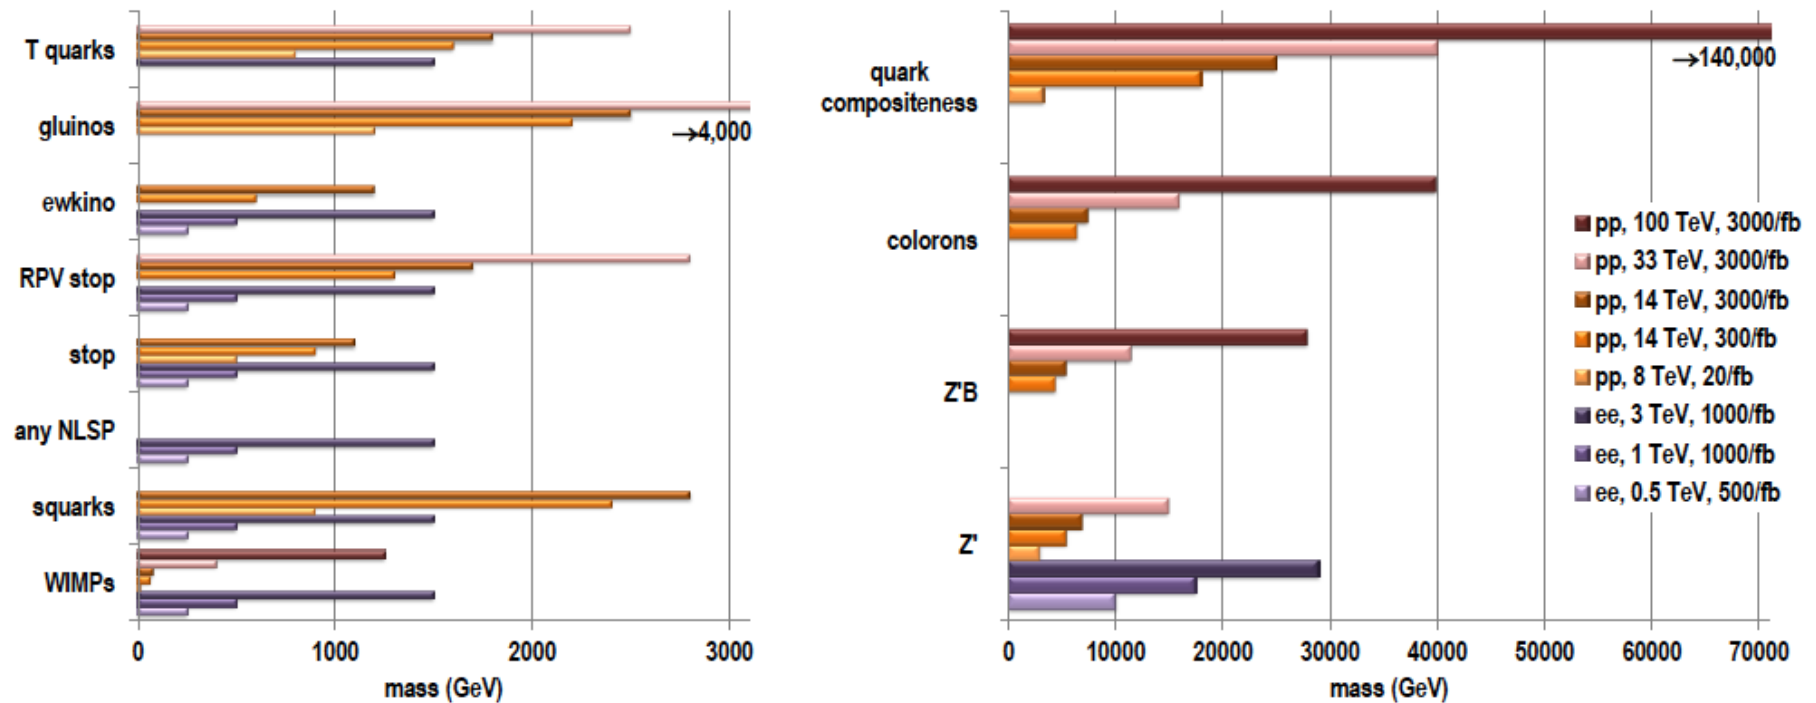 T quarks
gluinos
→4,000
ewkino
RPV stop
stop
any NLSP
squarks
WIMPs
0 1000 2000 3000
mass (GeV)
quark
compositeness
→140,000
colorons
Z'B
Z'
0 10000 20000 30000 40000 50000 60000 70000
mass (GeV)
pp, 100 TeV, 3000/fb
pp, 33 TeV, 3000/fb
pp, 14 TeV, 3000/fb
pp, 14 TeV, 300/fb
pp, 8 TeV, 20/fb
ee, 3 TeV, 1000/fb
ee, 1 TeV, 1000/fb
ee, 0.5 TeV, 500/fb